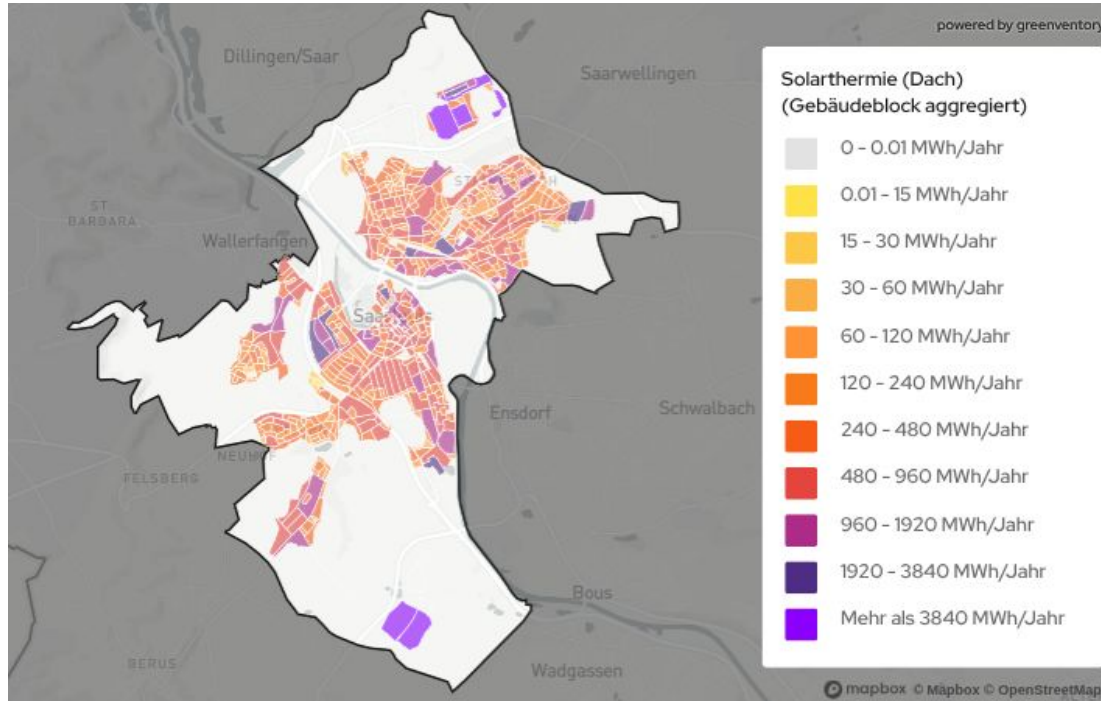 powered by greenventory
Dillingen/Saar
Saarwellingen
Solarthermie (Dach)
(Gebäudeblock aggregiert)
0 - 0.01 MWh/Jahr
0.01 - 15 MWh/Jahr
15 - 30 MWh/Jahr
30 - 60 MWh/Jahr
60 - 120 MWh/Jahr
120 - 240 MWh/Jahr
240 - 480 MWh/Jahr
480 - 960 MWh/Jahr
960 - 1920 MWh/Jahr
1920 - 3840 MWh/Jahr
Mehr als 3840 MWh/Jahr
ST.
BARBARA
Wallerfangen
Ensdorf
Schwalbach
FELSBERG
Bous
BERUS
Wadgassen
mapbox © Mapbox © OpenStreetMap